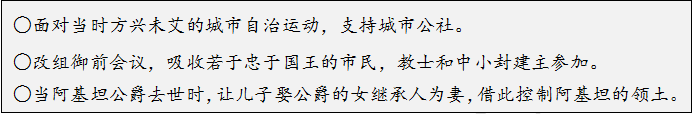 ○面对当时方兴未艾的城市自治运动，支持城市公社。
○改组御前会议，吸收若于忠于国王的市民，教士和中小封建主参加。
○当阿基坦公爵去世时,让儿子娶公爵的女继承人为妻，借此控制阿基坦的领土。